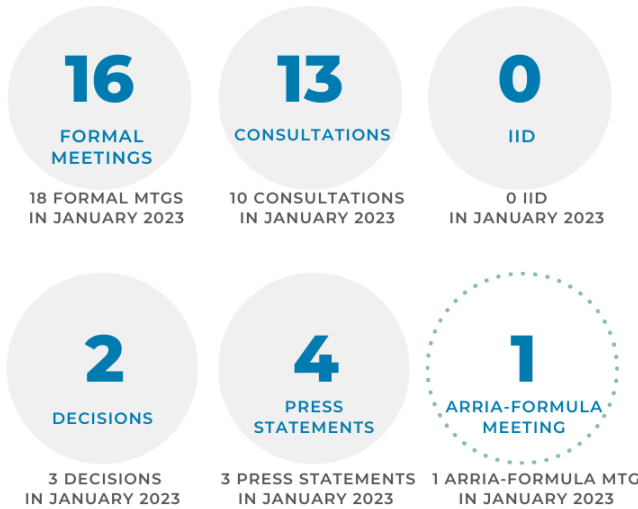 16
FORMAL
MEETINGS
18 FORMAL MTGS
IN JANUARY 2023
13
CONSULTATIONS
10 CONSULTATIONS
IN JANUARY 2023
0
IID
0 IID
IN JANUARY 2023
2
DECISIONS
3 DECISIONS
IN JANUARY 2023
4
PRESS
STATEMENTS
3 PRESS STATEMENTS
IN JANUARY 2023
1
ARRIA-FORMULA
MEETING
1 ARRIA-FORMULA MTG
IN JANUARY 2023